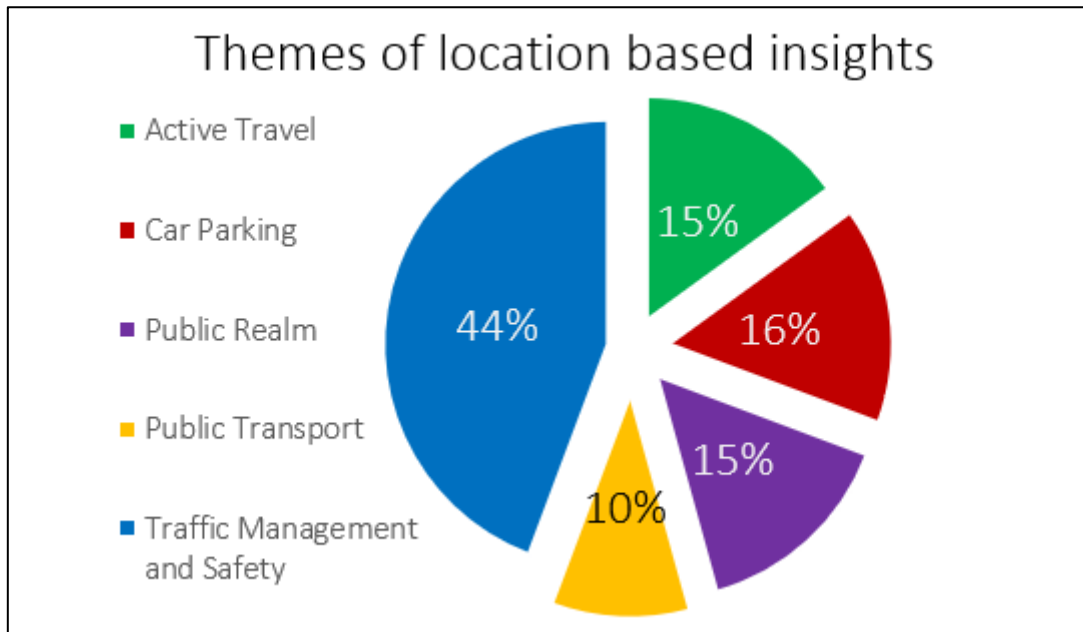 Themes of location based insights
Active Travel
Car Parking
Public Realm
Public Transport
Traffic Management
and Safety
15%
16%
15%
10%
44%